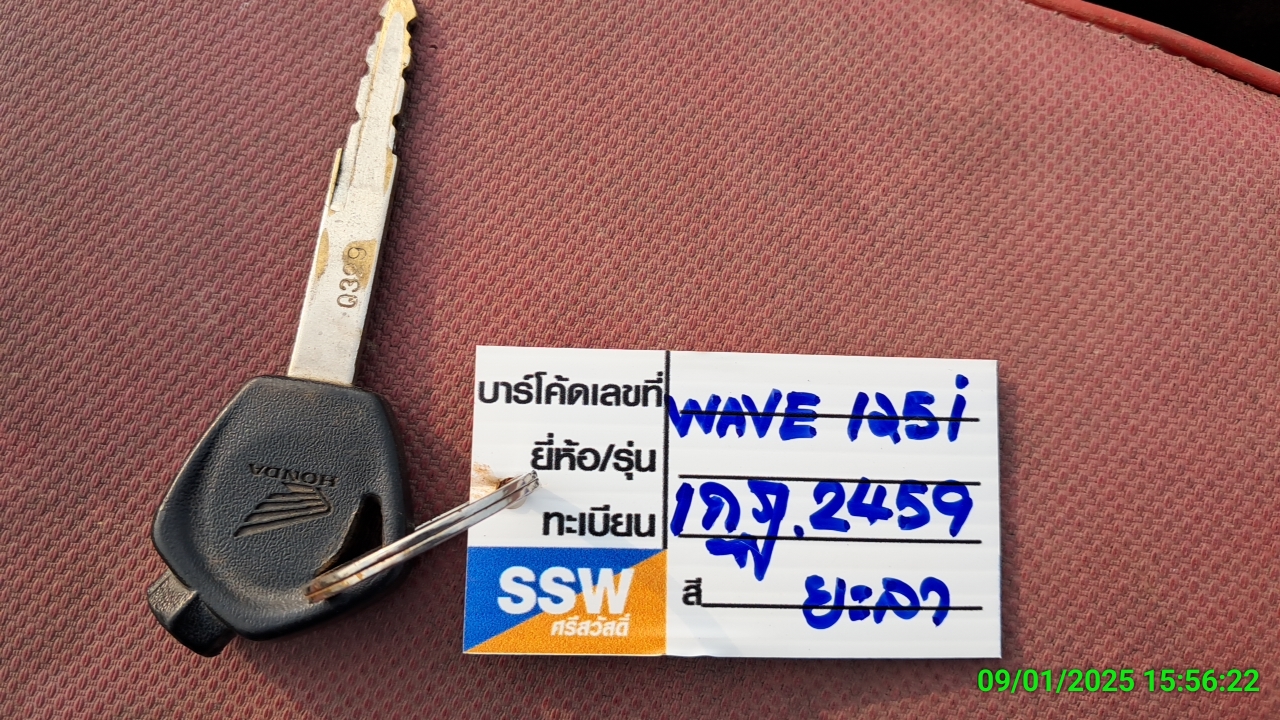 บาร์โค้ดเลขที่ WAVE 125i
ยี่ห้อ/รุ่น
ทะเบียน 1กฎ.2459
สี ยะลา
SSW
ศรีสวัสดิ์
HONDA
09/01/2025 15:56:22